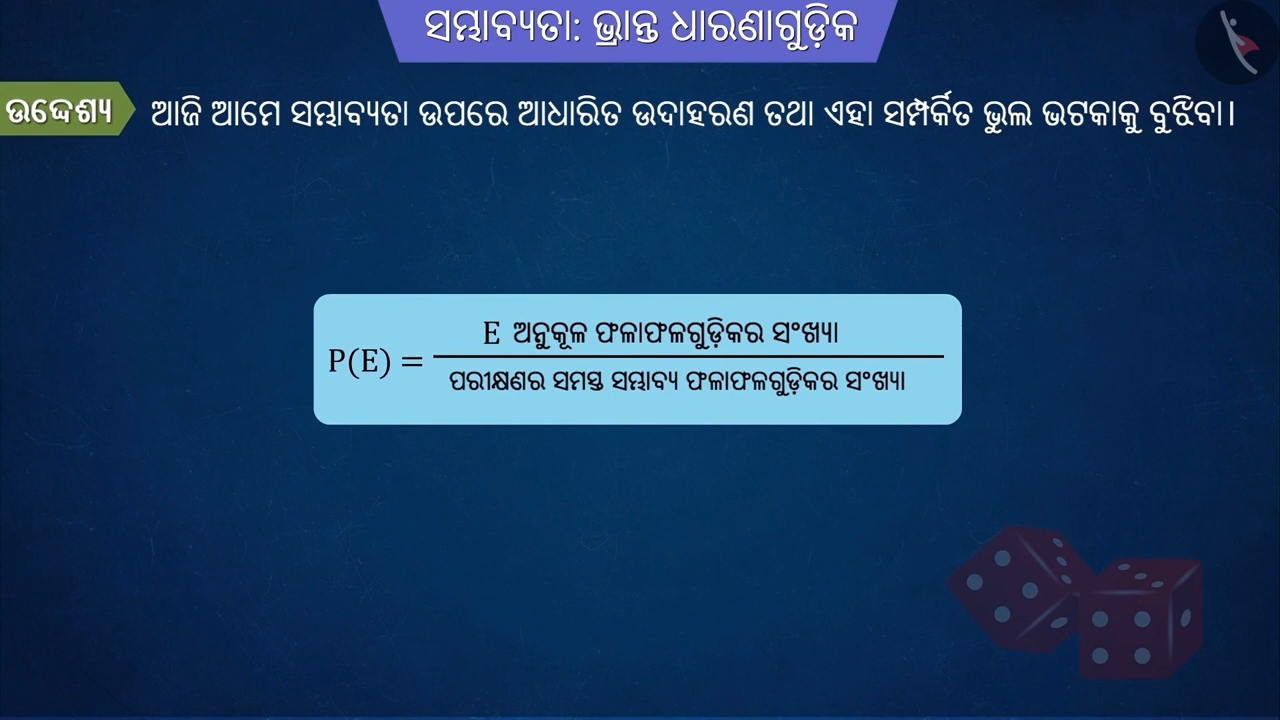 ସମ୍ଭାବ୍ୟତା: ଭ୍ରାନ୍ତ ଧାରଣାଗୁଡ଼ିକ
ଉଦ୍ଦେଶ୍ୟ ଆଜି ଆମେ ସମ୍ଭାବ୍ୟତା ଉପରେ ଆଧାରିତ ଉଦାହରଣ ତଥା ଏହା ସମ୍ପର୍କିତ ଭୁଲ ଭଟକାକୁ ବୁଝିବା।
E ଅନୁକୂଳ ଫଳାଫଳଗୁଡ଼ିକର ସଂଖ୍ୟା
P(E) =
ପରୀକ୍ଷଣର ସମସ୍ତ ସମ୍ଭାବ୍ୟ ଫଳାଫଳଗୁଡ଼ିକର ସଂଖ୍ୟା